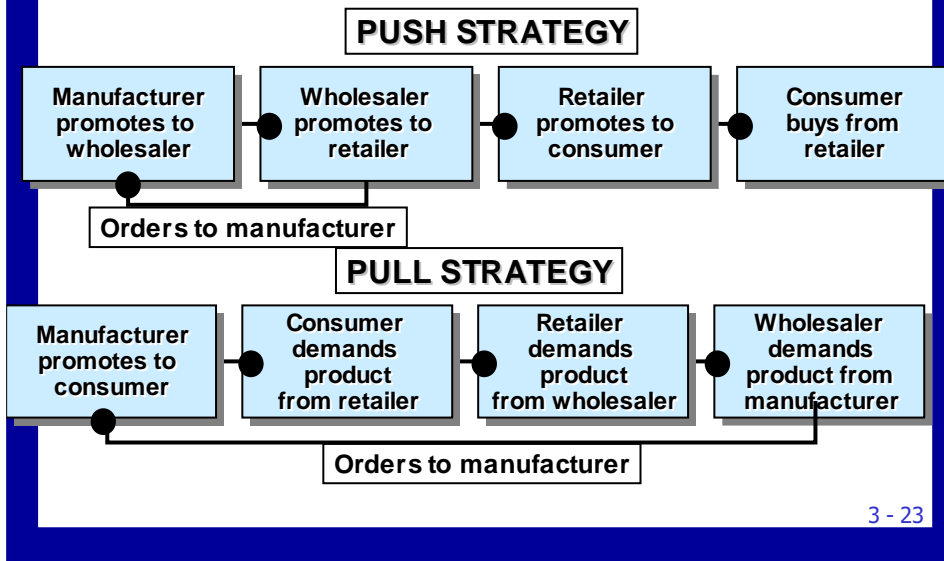 PUSH STRATEGY
Manufacturer
promotes to
wholesaler
Wholesaler
promotes to
retailer
Retailer
promotes to
consumer
Consumer
buys from
retailer
Orders to manufacturer
PULL STRATEGY
Manufacturer
promotes to
consumer
Consumer
demands
product
from retailer
Retailer
demands
product
from wholesaler
Wholesaler
demands
product from
manufacturer
Orders to manufacturer
3 - 23